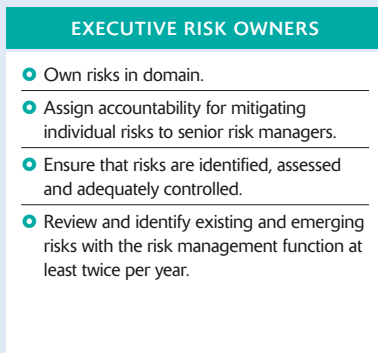 EXECUTIVE RISK OWNERS
Own risks in domain.
Assign accountability for mitigating
individual risks to senior risk managers.
Ensure that risks are identified, assessed
and adequately controlled.
Review and identify existing and emerging
risks with the risk management function at
least twice per year.